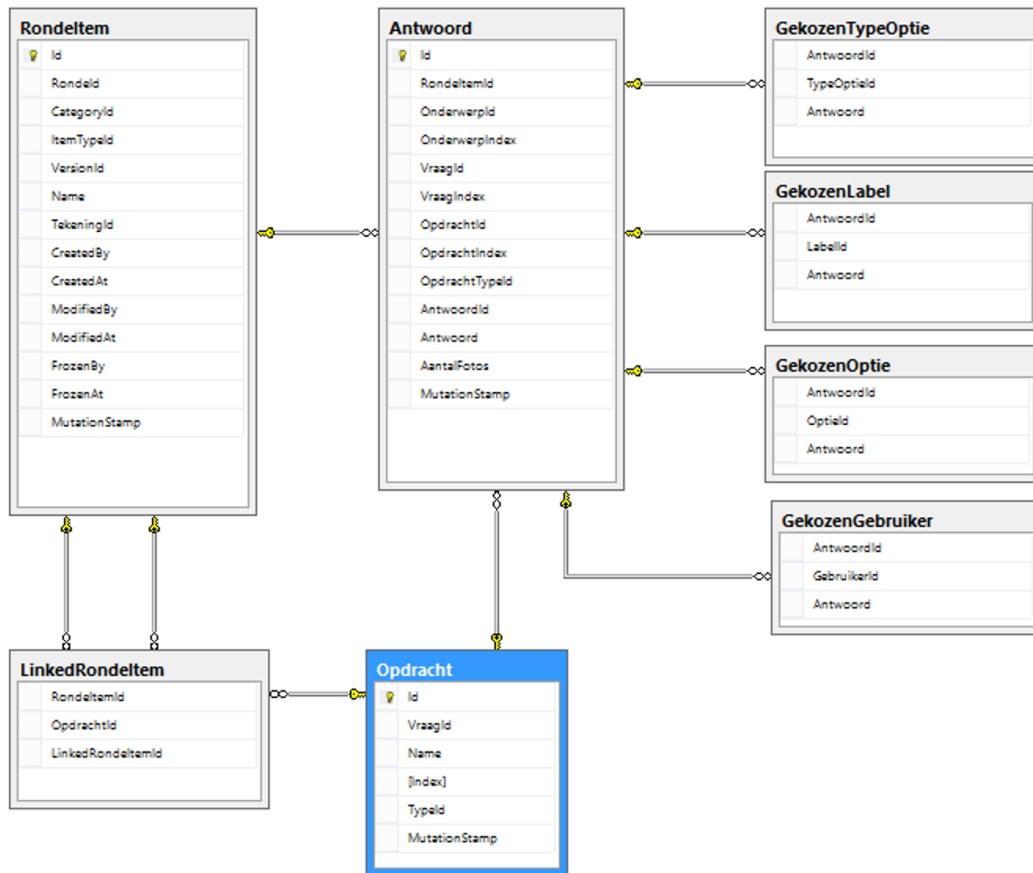 RondeItem
Id
RondeId
CategoryId
ItemTypeId
VersionId
Name
TekeningId
CreatedBy
CreatedAt
ModifiedBy
ModifiedAt
FrozenBy
FrozenAt
MutationStamp
Antwoord
Id
RondeItemId
OnderwerpId
OnderwerpIndex
VraagId
VraagIndex
OpdrachtId
OpdrachtIndex
OpdrachtTypeId
AntwoordId
Antwoord
AantalFotos
MutationStamp
GekozenTypeOptie
AntwoordId
TypeOptieId
Antwoord
GekozenLabel
AntwoordId
LabelId
Antwoord
GekozenOptie
AntwoordId
OptieId
Antwoord
GekozenGebruiker
AntwoordId
GebruikerId
Antwoord
LinkedRondeItem
RondeItemId
OpdrachtId
LinkedRondeItemId
Opdracht
Id
VraagId
Name
[Index]
TypeId
MutationStamp